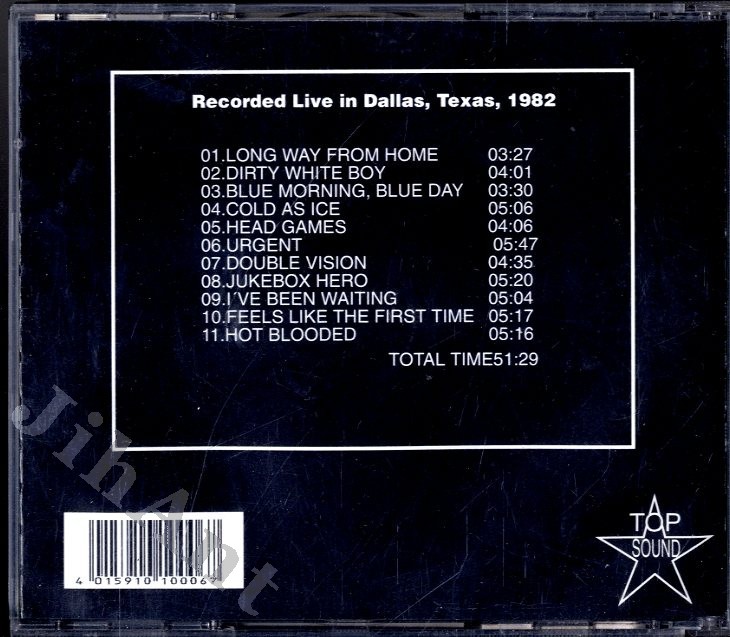 Recorded Live in Dallas, Texas, 1982
01.LONG WAY FROM HOME 03:27
02.DIRTY WHITE BOY 04:01
03.BLUE MORNING, BLUE DAY 03:30
04.COLD AS ICE 05:06
05.HEAD GAMES 04:06
06.URGENT 05:47
07.DOUBLE VISION 04:35
08.JUKEBOX HERO 05:20
09.I´VE BEEN WAITING 05:04
10.FEELS LIKE THE FIRST TIME 05:17
11.HOT BLOODED 05:16
TOTAL TIME51:29
JihAnt
TOP
SOUND
4 015910 100067